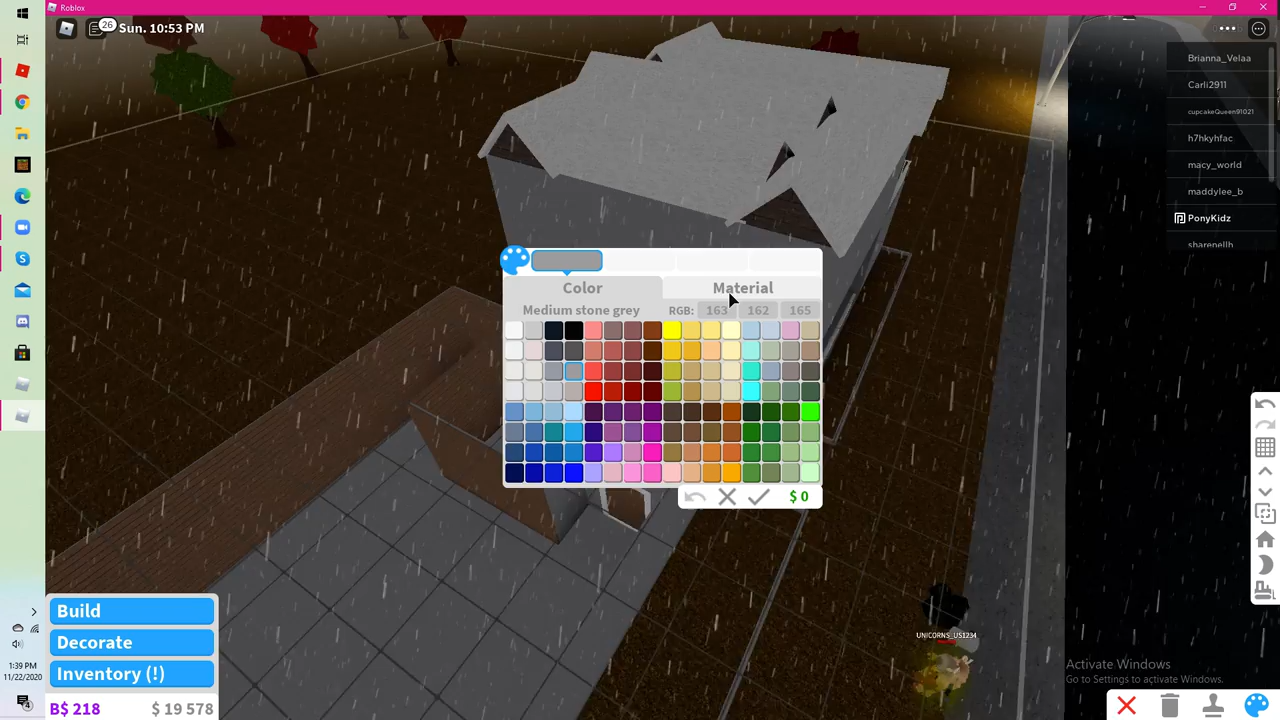 Roblox
26
Sun. 10:53 PM
Brianna_Velaa
Carli2911
cupcakeQueen91021
h7hkyhfac
macy_world
maddylee_b
PonyKidz
sharenellh
Color
Material
Medium stone grey
RGB: 163 162 165
$ 0
UNICORNS_US1234
Build
Decorate
Inventory (!)
B$ 218
$ 19 578
1:39 PM
11/22/2020
4
Activate Windows
Go to Settings to activate Windows.